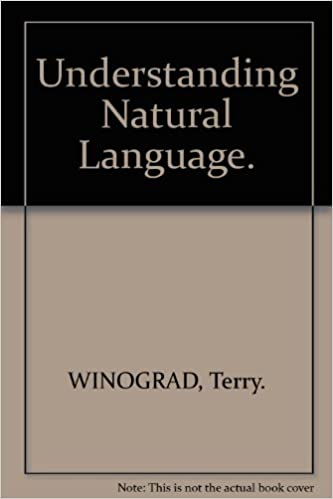 Understanding
Natural
Language.
WINOGRAD, Terry.
Note: This is not the actual book cover